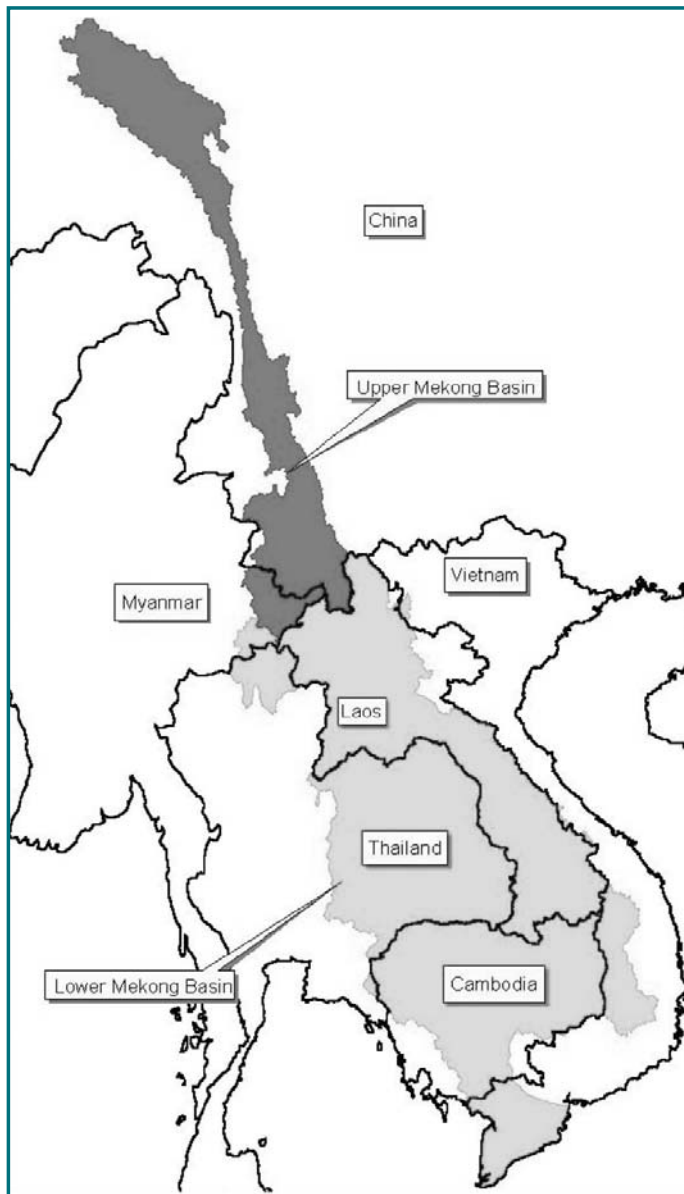 China
Upper Mekong Basin
Vietnam
Myanmar
Laos
Thailand
Lower Mekong Basin
Cambodia